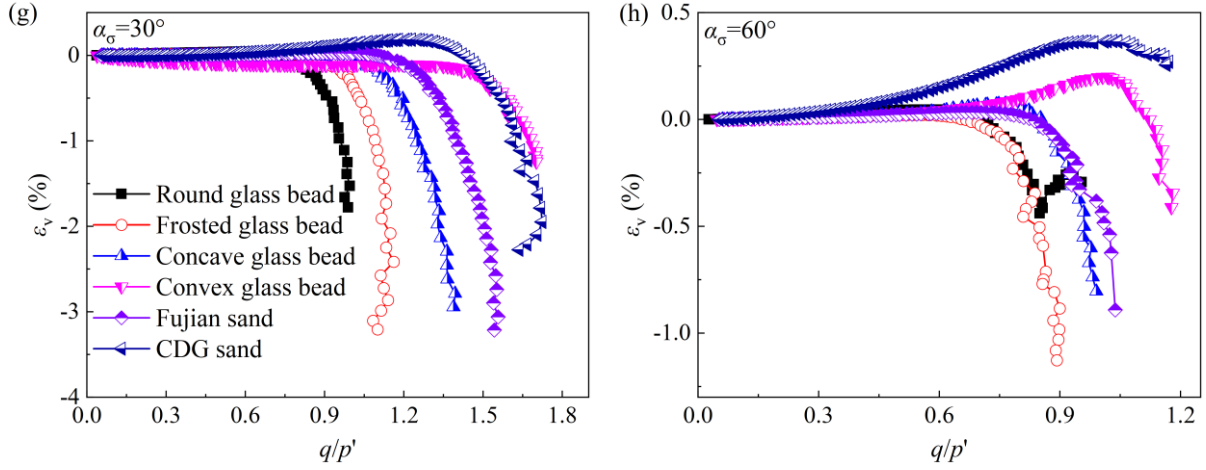 (g)
α_σ=30°
0
-1
-2
-3
-4
ε_v (%)
Round glass bead
Frosted glass bead
Concave glass bead
Convex glass bead
Fujian sand
CDG sand
0.0 0.3 0.6 0.9 1.2 1.5 1.8
q/p'
(h)
α_σ=60°
0.5
0.0
-0.5
-1.0
ε_v (%)
0.0 0.3 0.6 0.9 1.2
q/p'